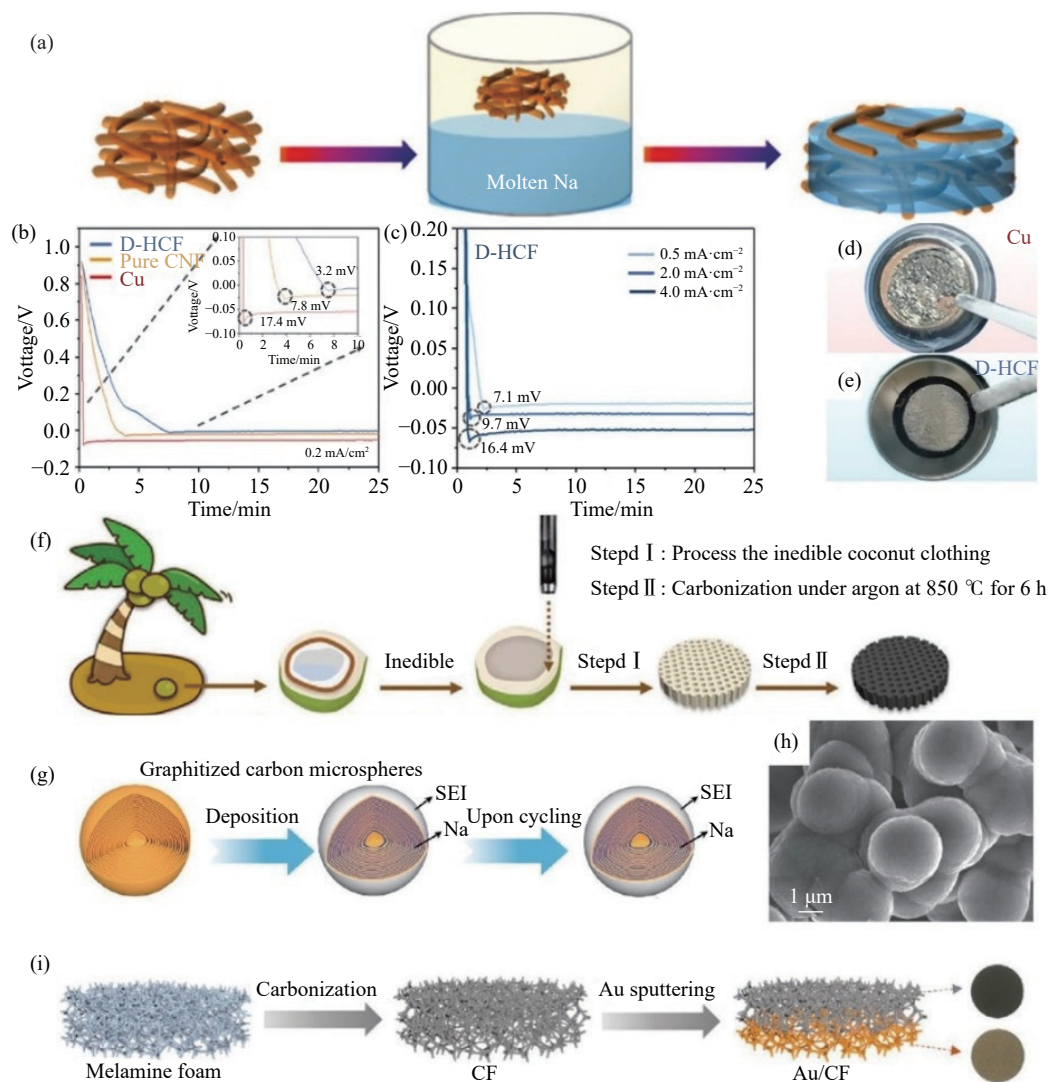 (a)
Molten Na
(b)
D-HCF
Pure CNF
Cu
Vottage/V
1.0
0.8
0.6
0.4
0.2
0.0
−0.2
0
5
10
15
20
25
Time/min
0.2 mA/cm²
Vottage/V
0.10
0.05
0.00
−0.05
−0.10
0
2
4
6
8
10
Time/min
3.2 mV
7.8 mV
17.4 mV
(c)
D-HCF
0.5 mA·cm⁻²
2.0 mA·cm⁻²
4.0 mA·cm⁻²
Vottage/V
0.20
0.15
0.10
0.05
0.00
−0.05
−0.10
7.1 mV
9.7 mV
16.4 mV
0
5
10
15
20
25
Time/min
(d)
Cu
(e)
D-HCF
(f)
Stepd Ⅰ : Process the inedible coconut clothing
Stepd Ⅱ : Carbonization under argon at 850 ℃ for 6 h
Inedible
Stepd Ⅰ
Stepd Ⅱ
(g)
Graphitized carbon microspheres
Deposition
SEI
Na
Upon cycling
SEI
Na
(h)
1 μm
(i)
Melamine foam
Carbonization
CF
Au sputtering
Au/CF